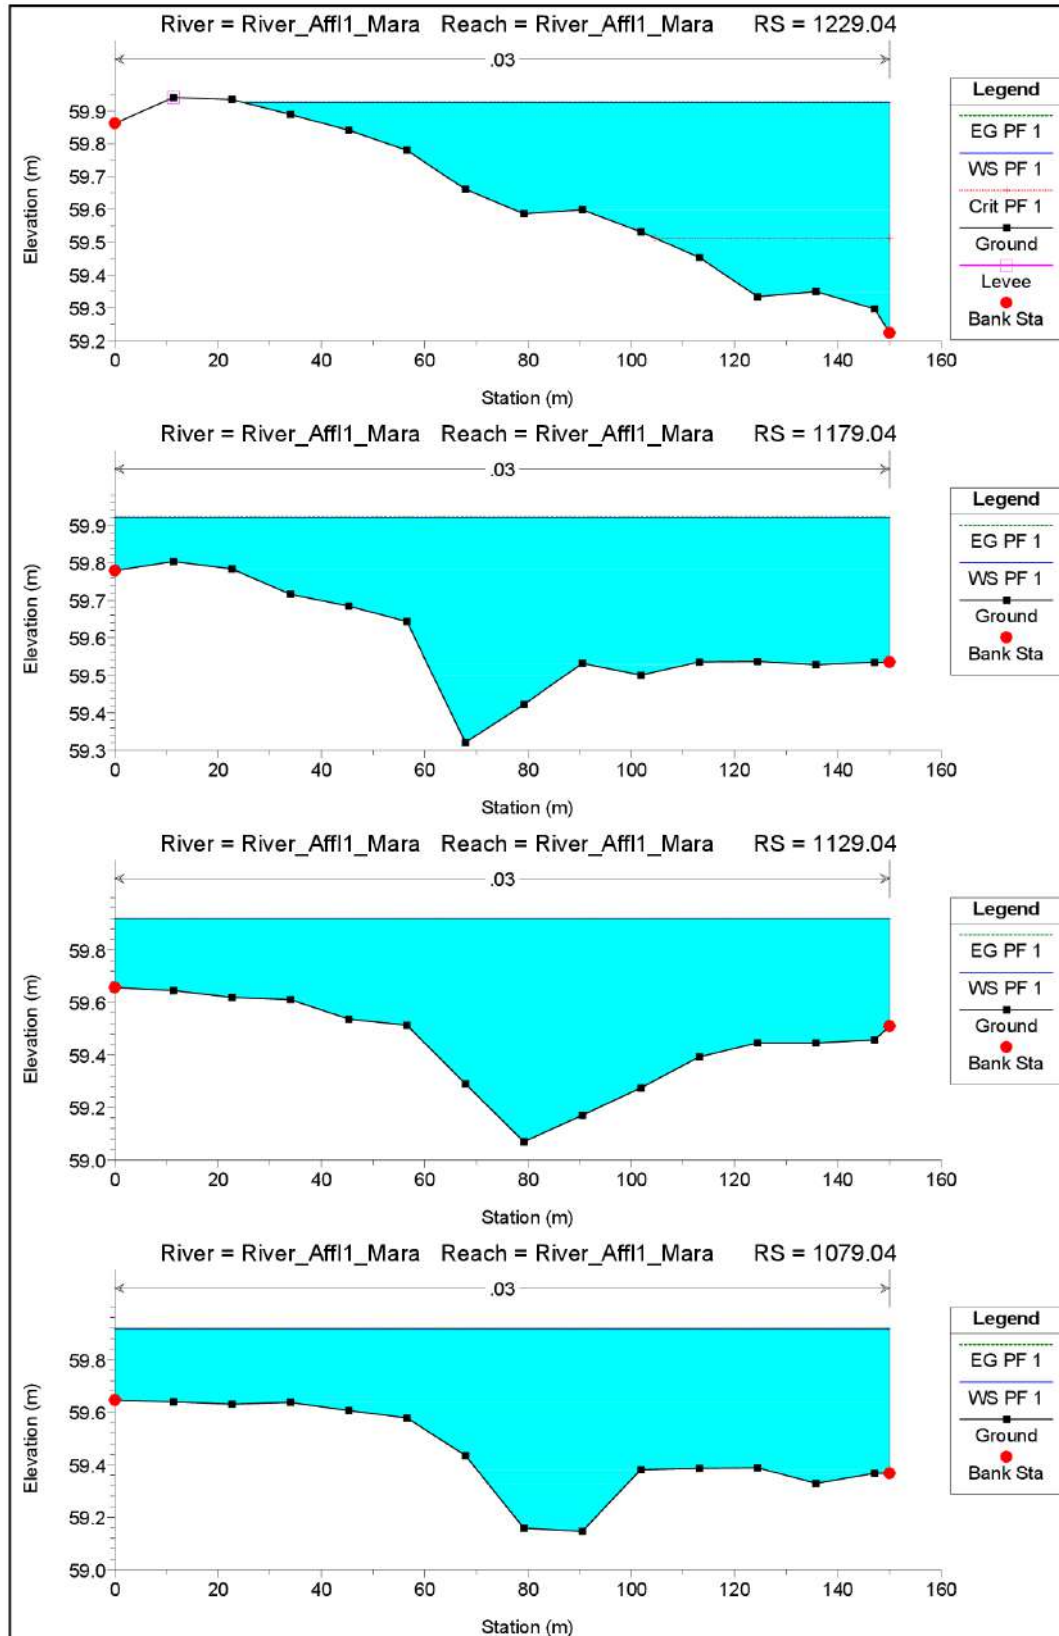 River = River_Affl1_Mara Reach = River_Affl1_Mara RS = 1229.04
.03
Elevation (m)
59.9
59.8
59.7
59.6
59.5
59.4
59.3
59.2
0 20 40 60 80 100 120 140 160
Station (m)
Legend
EG PF 1
WS PF 1
Crit PF 1
Ground
Levee
Bank Sta
River = River_Affl1_Mara Reach = River_Affl1_Mara RS = 1179.04
.03
Elevation (m)
59.9
59.8
59.7
59.6
59.5
59.4
59.3
0 20 40 60 80 100 120 140 160
Station (m)
Legend
EG PF 1
WS PF 1
Ground
Bank Sta
River = River_Affl1_Mara Reach = River_Affl1_Mara RS = 1129.04
.03
Elevation (m)
59.8
59.6
59.4
59.2
59.0
0 20 40 60 80 100 120 140 160
Station (m)
Legend
EG PF 1
WS PF 1
Ground
Bank Sta
River = River_Affl1_Mara Reach = River_Affl1_Mara RS = 1079.04
.03
Elevation (m)
59.8
59.6
59.4
59.2
59.0
0 20 40 60 80 100 120 140 160
Station (m)
Legend
EG PF 1
WS PF 1
Ground
Bank Sta